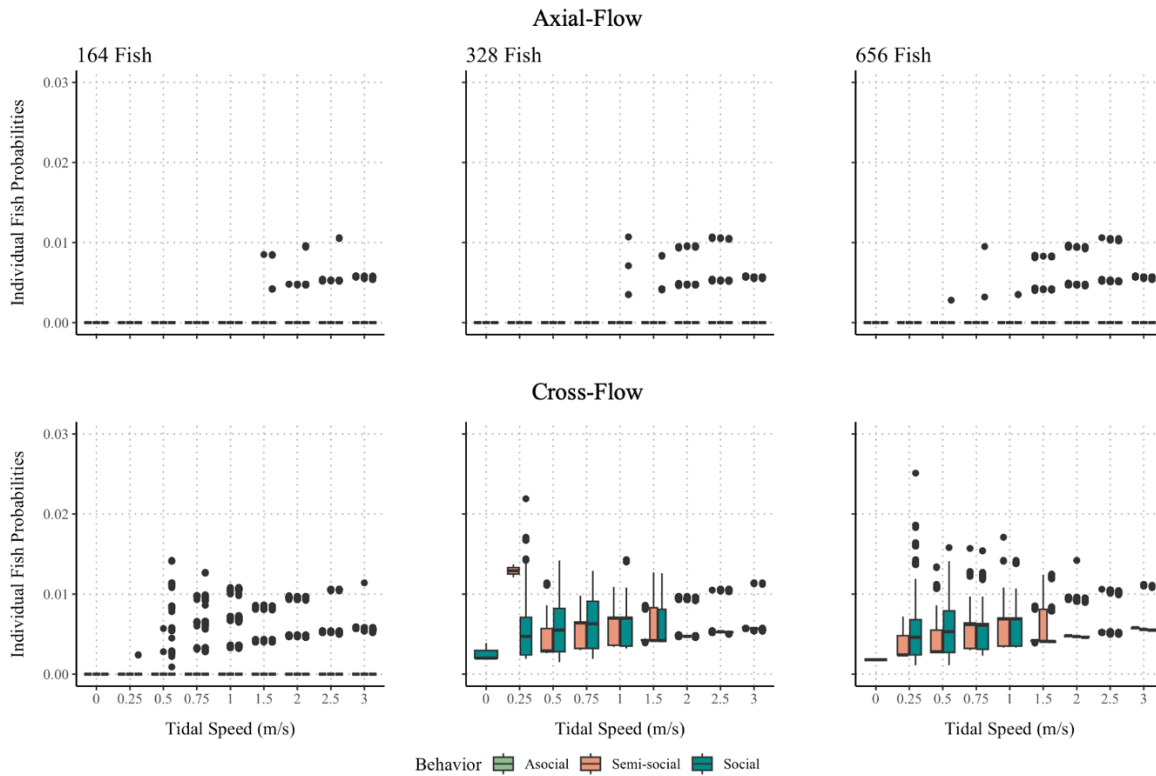 Axial-Flow
164 Fish
328 Fish
656 Fish
Individual Fish Probabilities
0.03
0.02
0.01
0.00
Cross-Flow
Individual Fish Probabilities
0.03
0.02
0.01
0.00
0 0.25 0.5 0.75 1 1.5 2 2.5 3
0 0.25 0.5 0.75 1 1.5 2 2.5 3
0 0.25 0.5 0.75 1 1.5 2 2.5 3
Tidal Speed (m/s)
Tidal Speed (m/s)
Tidal Speed (m/s)
Behavior Asocial Semi-social Social